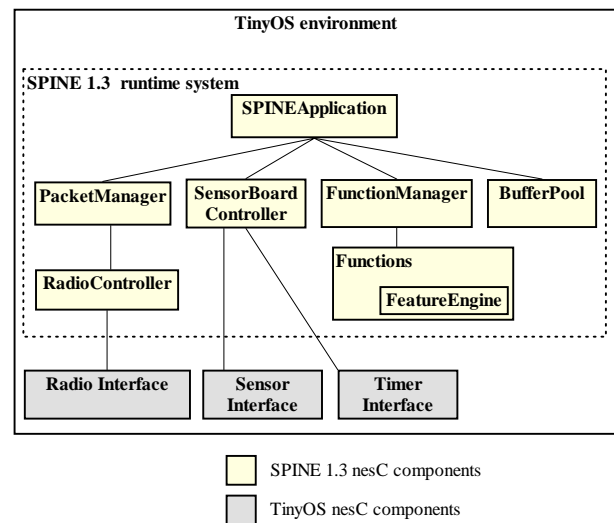 TinyOS environment
SPINE 1.3 runtime system
SPINEApplication
PacketManager
SensorBoard
Controller
FunctionManager
BufferPool
RadioController
Functions
FeatureEngine
Radio Interface
Sensor
Interface
Timer
Interface
SPINE 1.3 nesC components
TinyOS nesC components